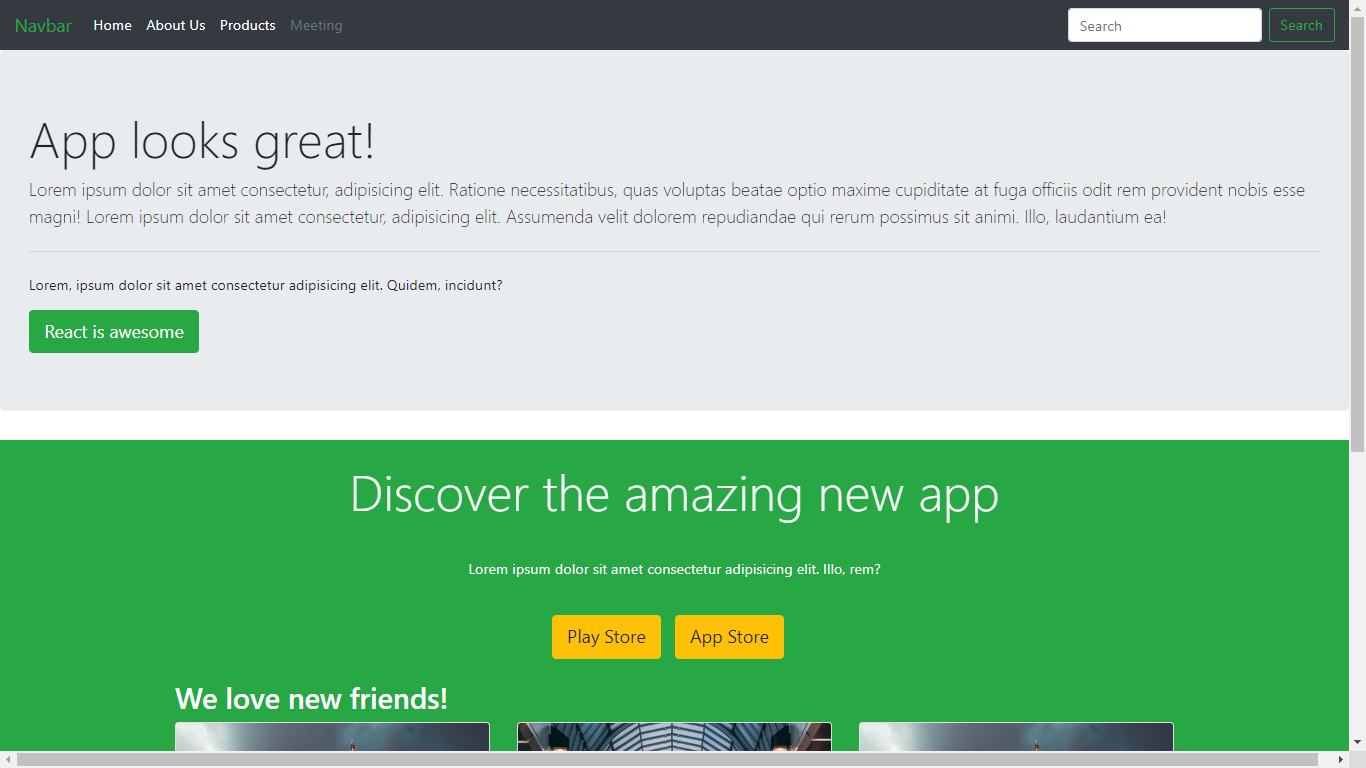 Navbar Home About Us Products Meeting Search Search
App looks great!
Lorem ipsum dolor sit amet consectetur, adipisicing elit. Ratione necessitatibus, quas voluptas beatae optio maxime cupiditate at fuga officiis odit rem provident nobis esse
magni! Lorem ipsum dolor sit amet consectetur, adipisicing elit. Assumenda velit dolorem repudiandae qui rerum possimus sit animi. Illo, laudantium ea!
Lorem, ipsum dolor sit amet consectetur adipisicing elit. Quidem, incidunt?
React is awesome
Discover the amazing new app
Lorem ipsum dolor sit amet consectetur adipisicing elit. Illo, rem?
Play Store App Store
We love new friends!